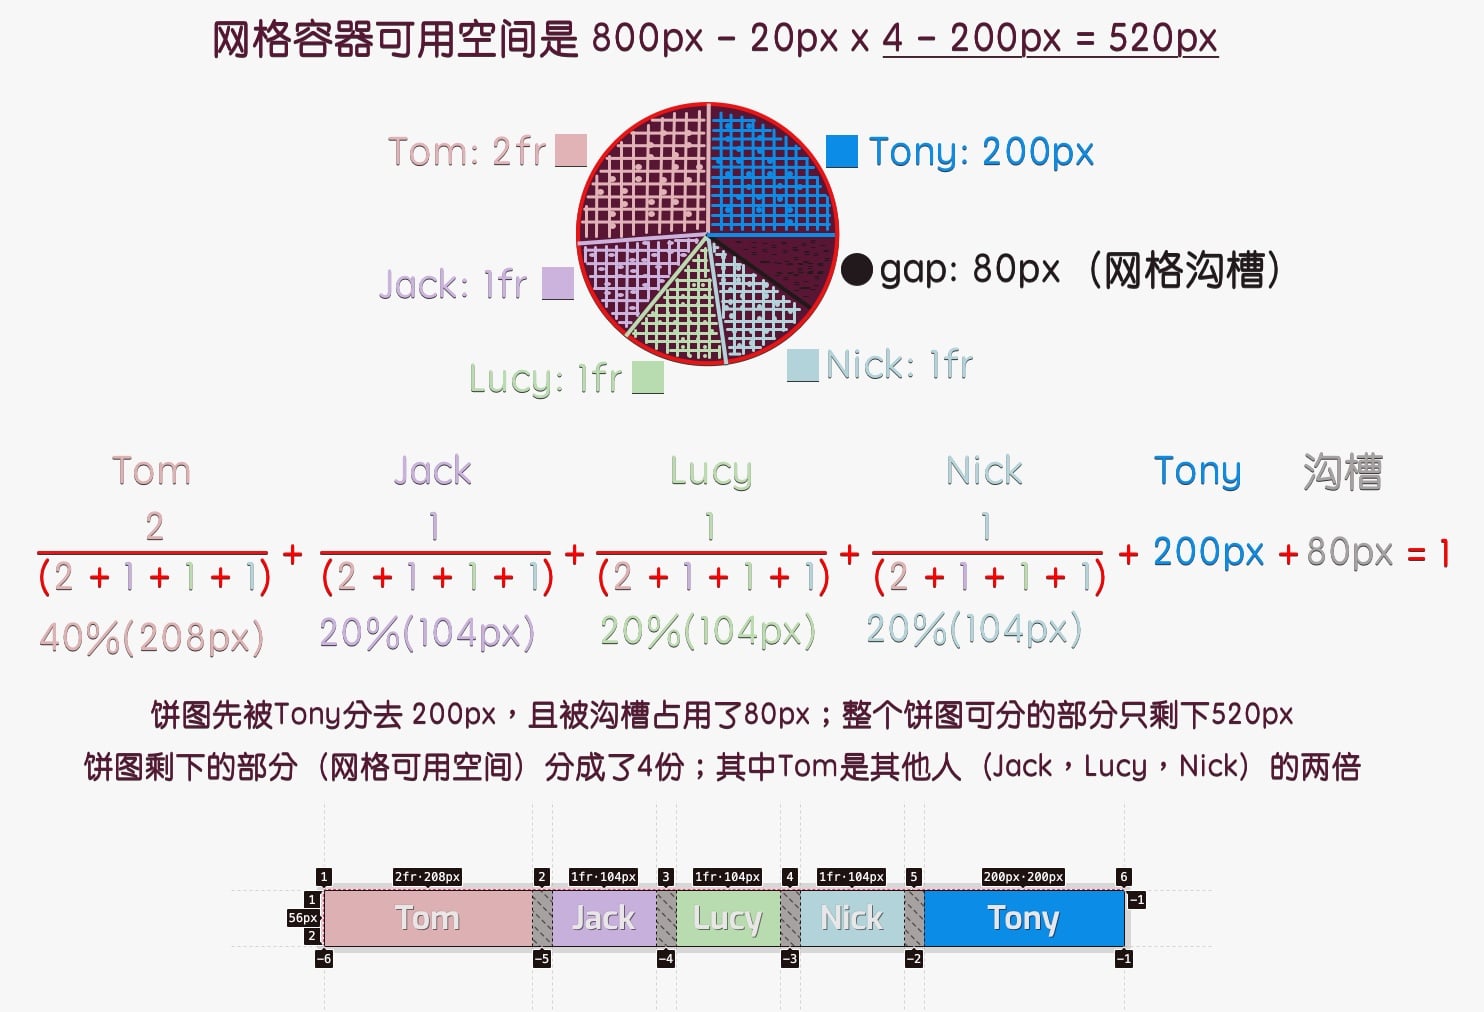 网格容器可用空间是 800px - 20px x 4 - 200px = 520px
Tom: 2fr
Tony: 200px
Jack: 1fr
gap: 80px（网格沟槽）
Lucy: 1fr
Nick: 1fr
Tom Jack Lucy Nick Tony 沟槽
2 1 1 1
+ + + + 200px + 80px = 1
(2 + 1 + 1 + 1) (2 + 1 + 1 + 1) (2 + 1 + 1 + 1) (2 + 1 + 1 + 1)
40%(208px) 20%(104px) 20%(104px) 20%(104px)
饼图先被Tony分去 200px，且被沟槽占用了80px；整个饼图可分的部分只剩下520px
饼图剩下的部分（网格可用空间）分成了4份；其中Tom是其他人（Jack，Lucy，Nick）的两倍
1 2fr·208px 2 1fr·104px 3 1fr·104px 4 1fr·104px 5 200px·200px 6
1 -1
56px Tom Jack Lucy Nick Tony
2
-6 -5 -4 -3 -2 -1